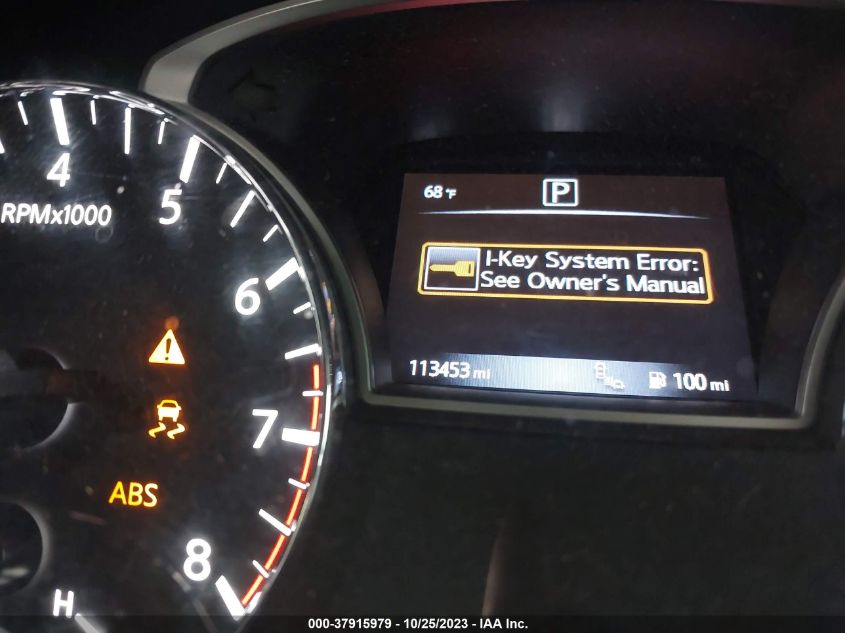 4
5
RPMx1000
6
7
8
H
ABS
68°F
P
I-Key System Error:
See Owner's Manual
113453 mi
100 mi
000-37915979 - 10/25/2023 - IAA Inc.